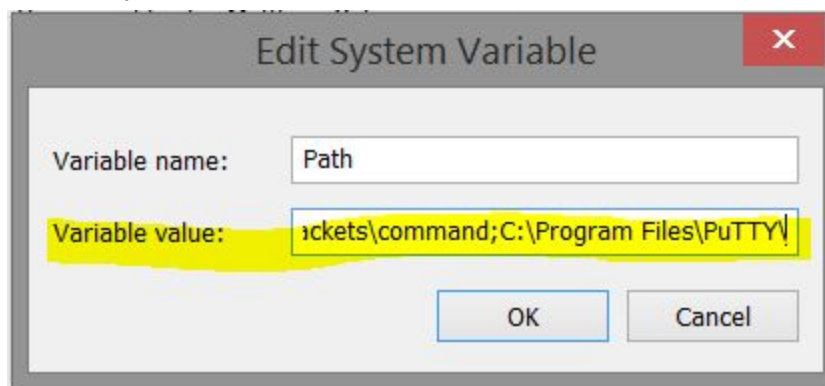 Edit System Variable
Variable name:
Path
Variable value:
ackets\command;C:\Program Files\PuTTY\
OK
Cancel